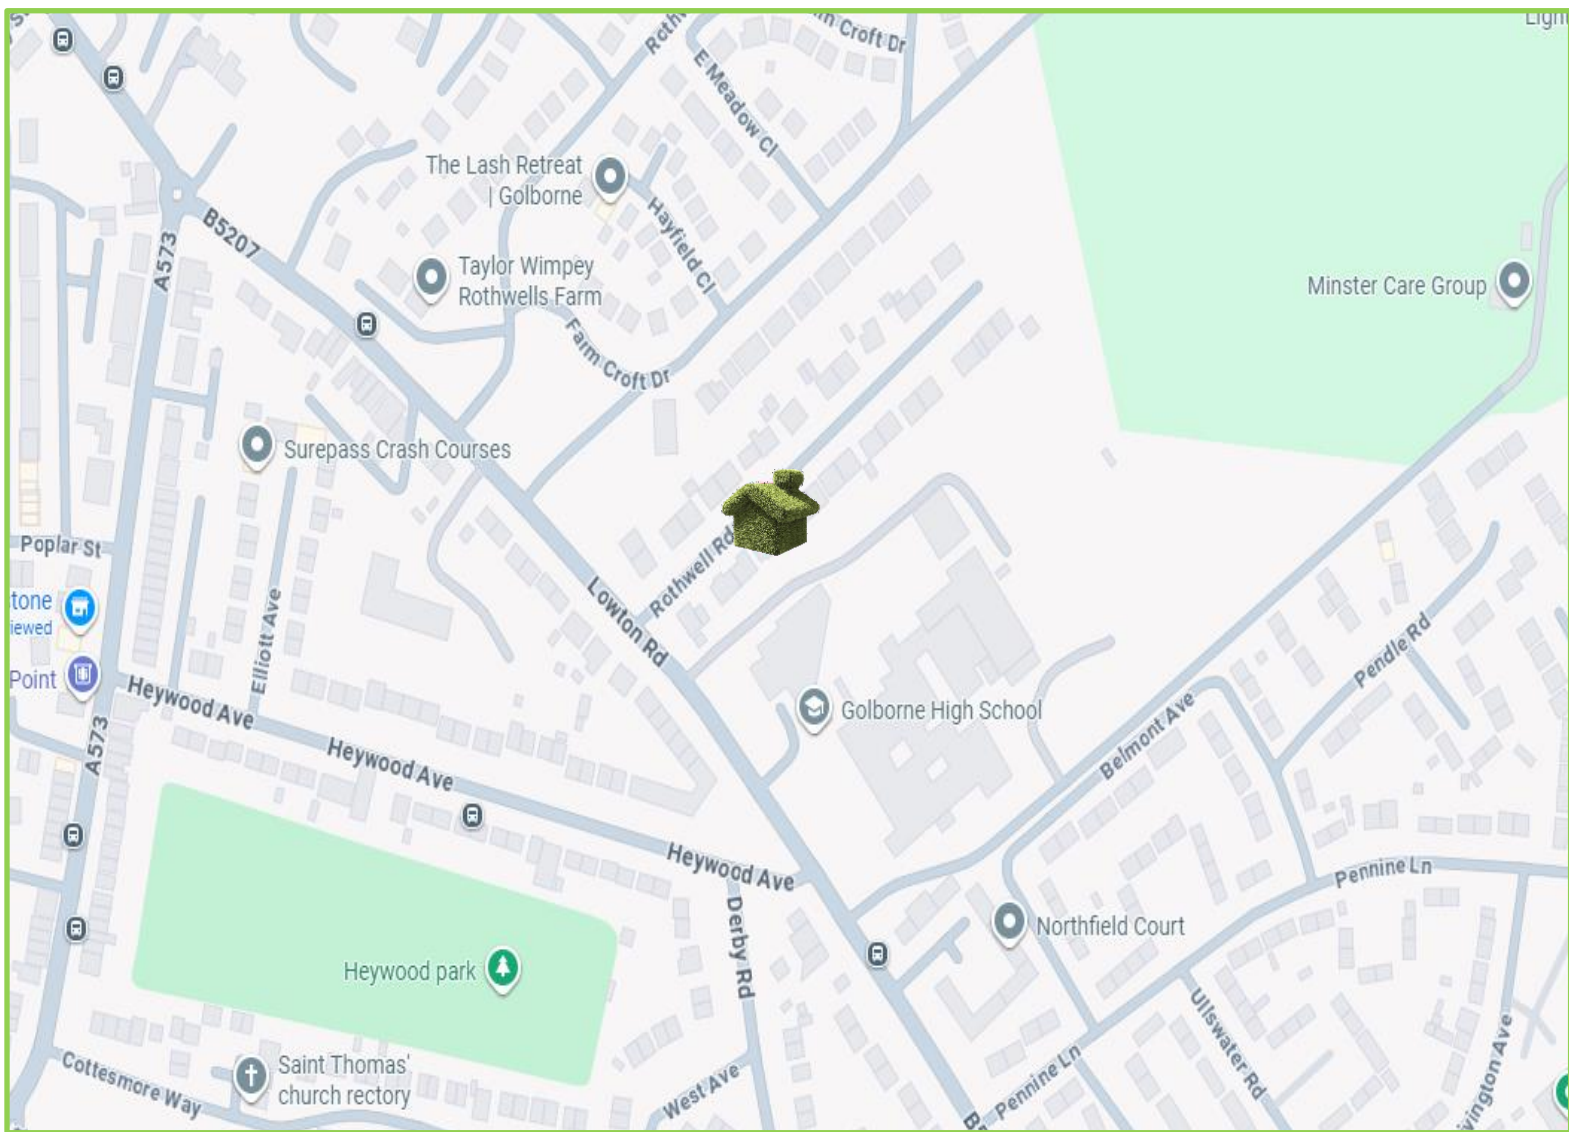 Croft Dr
E Meadow Cl
The Lash Retreat
| Golborne
Hayfield Cl
B5207
A573
Taylor Wimpey
Rothwells Farm
Farm Croft Dr
Minster Care Group
Surepass Crash Courses
Poplar St
Rothwell Rd
Lowton Rd
tone
iewed
Point
Elliott Ave
Heywood Ave
A573
Heywood Ave
Golborne High School
Pendle Rd
Belmont Ave
Heywood Ave
Pennine Ln
Derby Rd
Northfield Court
Heywood park
Ullswater Rd
Saint Thomas'
church rectory
Cottesmore Way
West Ave
Pennine Ln
vington Ave